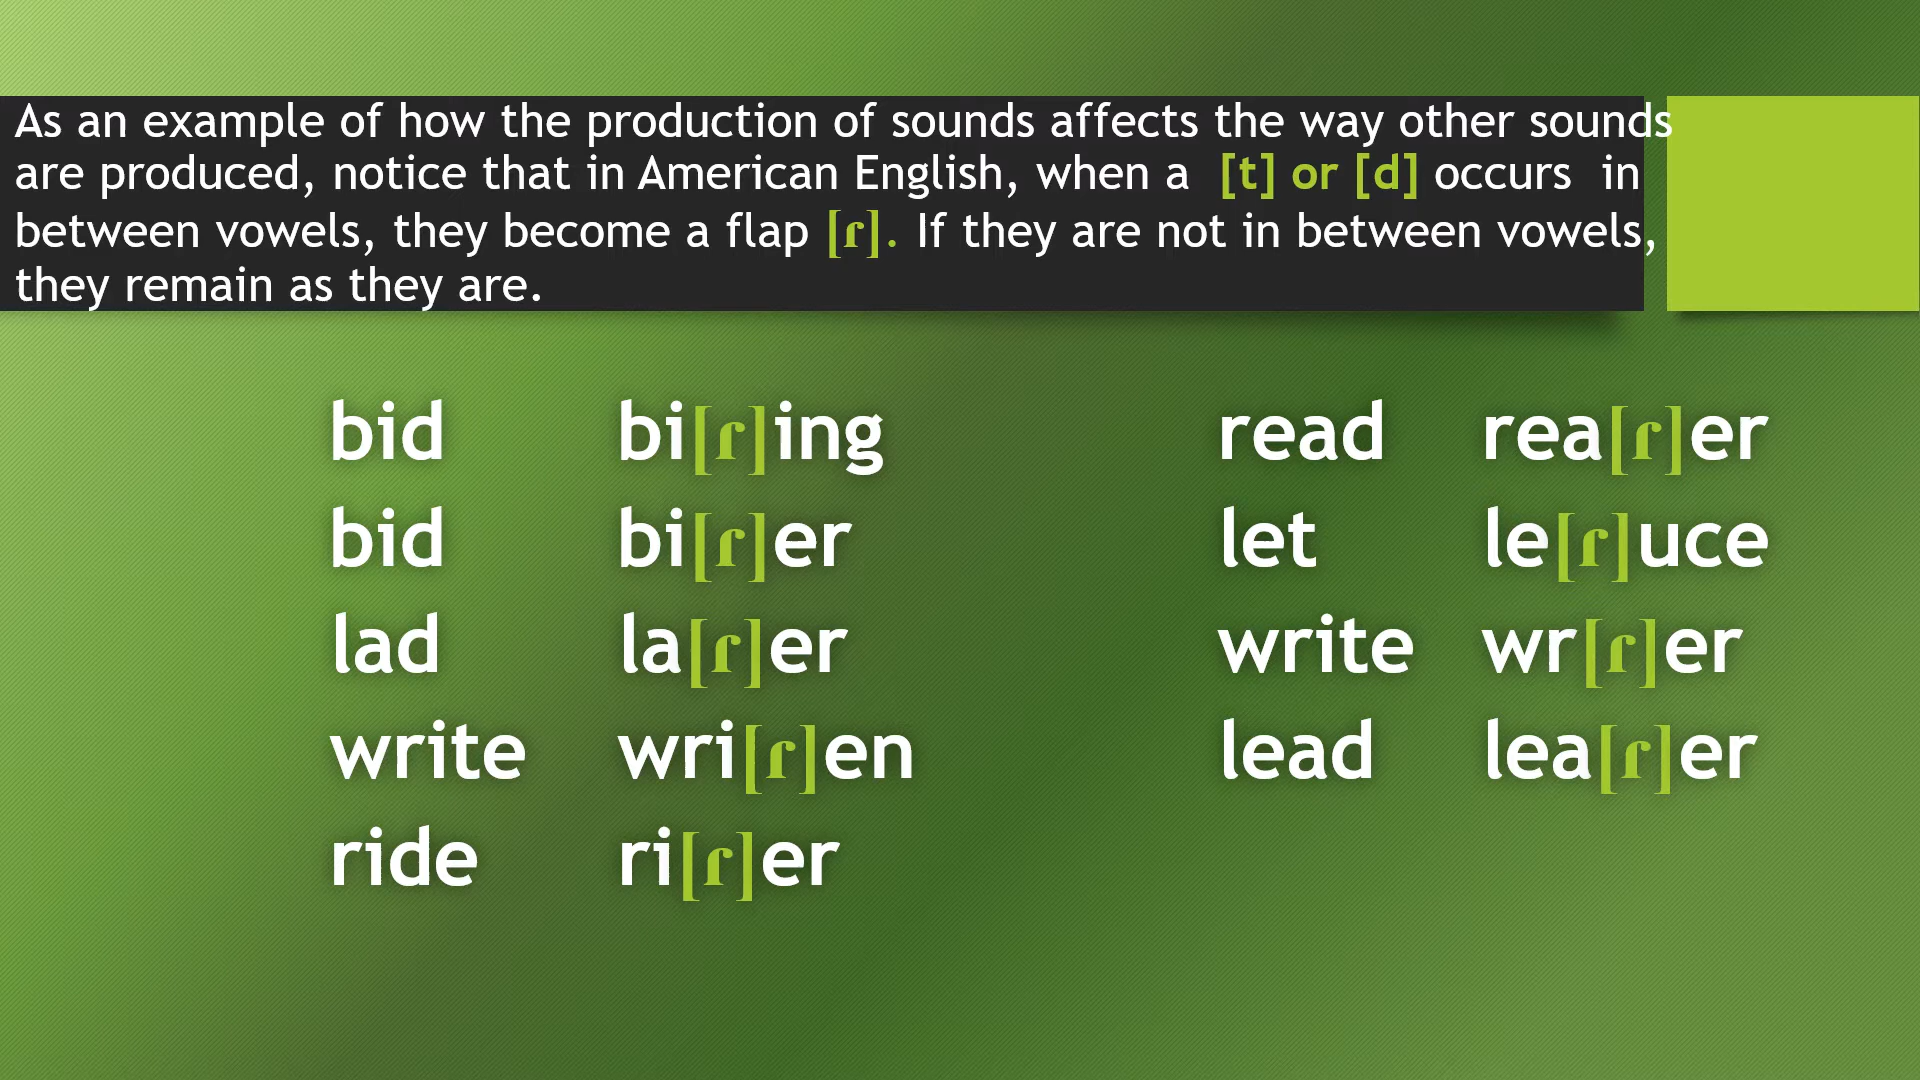 As an example of how the production of sounds affects the way other sounds
are produced, notice that in American English, when a [t] or [d] occurs in
between vowels, they become a flap [ɾ]. If they are not in between vowels,
they remain as they are.
bid bi[ɾ]ing
bid bi[ɾ]er
lad la[ɾ]er
write wri[ɾ]en
ride ri[ɾ]er
read rea[ɾ]er
let le[ɾ]uce
write wr[ɾ]er
lead lea[ɾ]er